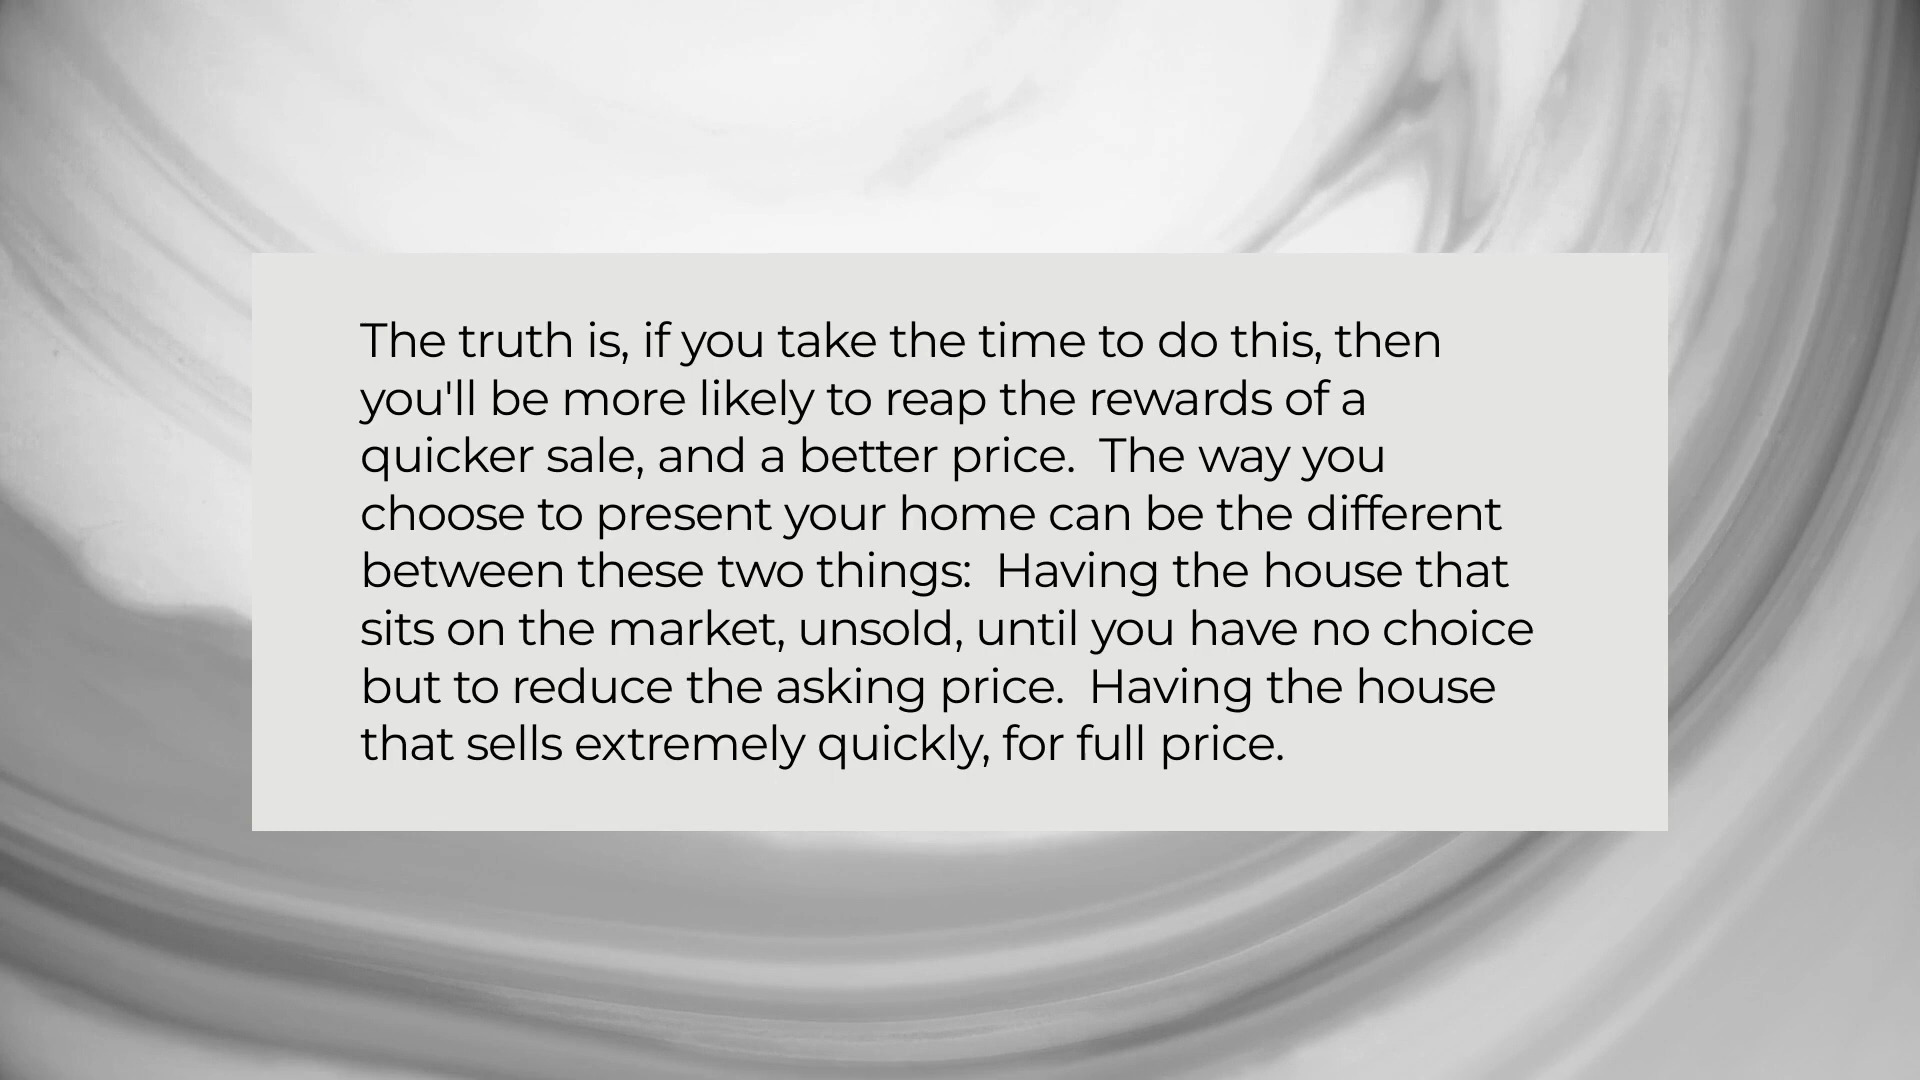 The truth is, if you take the time to do this, then
you'll be more likely to reap the rewards of a
quicker sale, and a better price.  The way you
choose to present your home can be the different
between these two things:  Having the house that
sits on the market, unsold, until you have no choice
but to reduce the asking price.  Having the house
that sells extremely quickly, for full price.